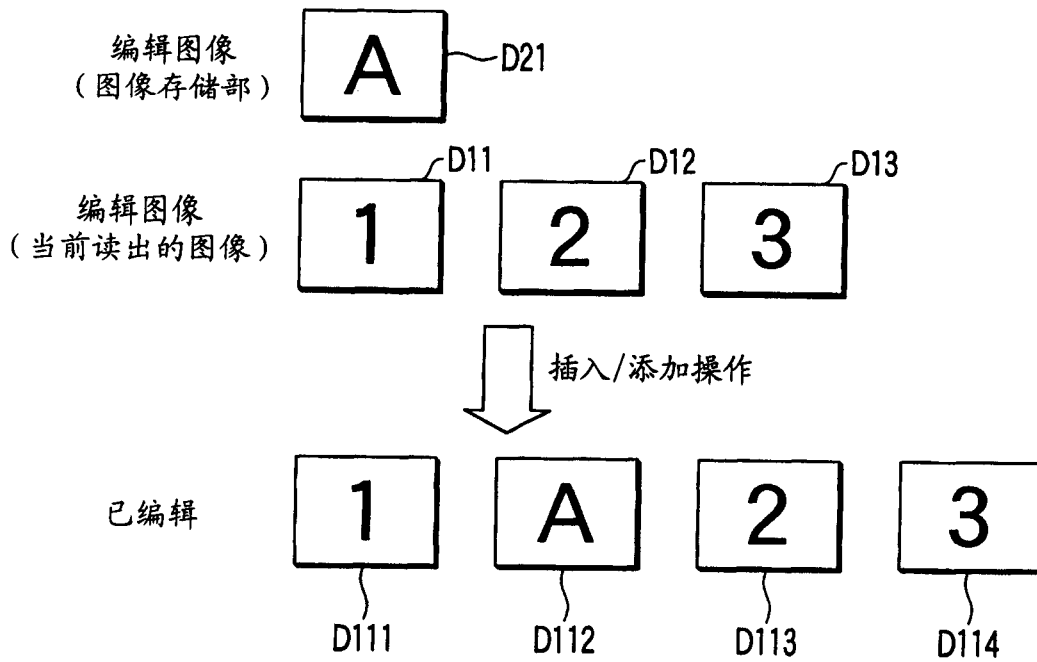 编辑图像
（图像存储部）
A
D21
D11
D12
D13
编辑图像
（当前读出的图像）
1
2
3
插入/添加操作
已编辑
1
A
2
3
D111
D112
D113
D114